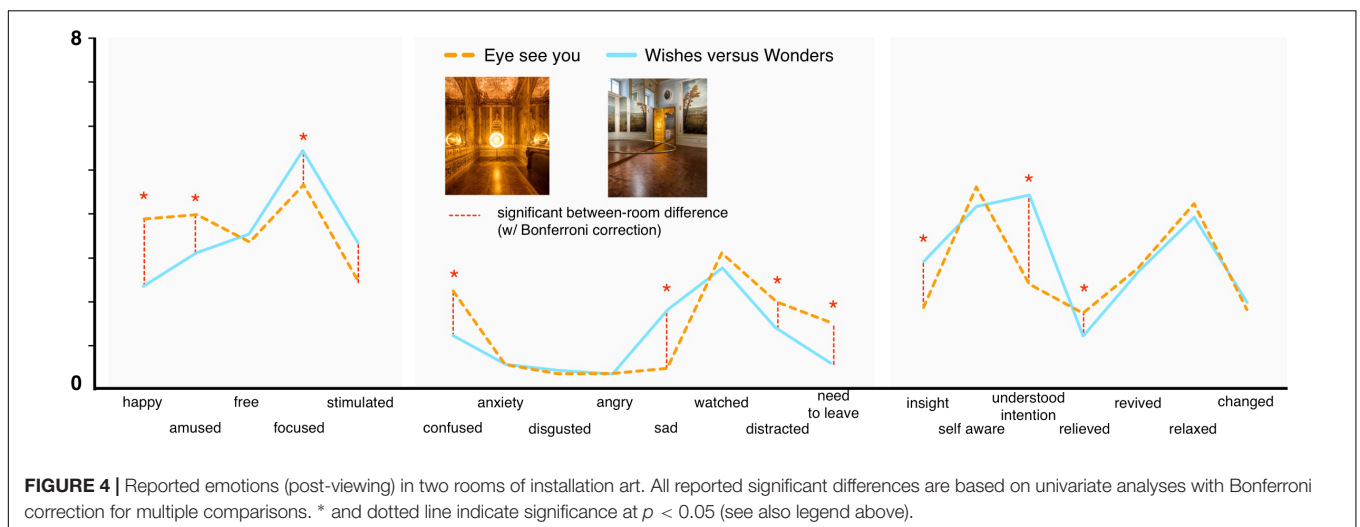 8
Eye see you
Wishes versus Wonders
*
*
*
significant between-room difference
(w/ Bonferroni correction)
*
*
*
*
*
*
*
0
happy
free
stimulated
anxiety
angry
watched
need
to leave
insight
understood
intention
revived
changed
amused
focused
confused
disgusted
sad
distracted
self aware
relieved
relaxed
FIGURE 4 | Reported emotions (post-viewing) in two rooms of installation art. All reported significant differences are based on univariate analyses with Bonferroni
correction for multiple comparisons. * and dotted line indicate significance at p < 0.05 (see also legend above).